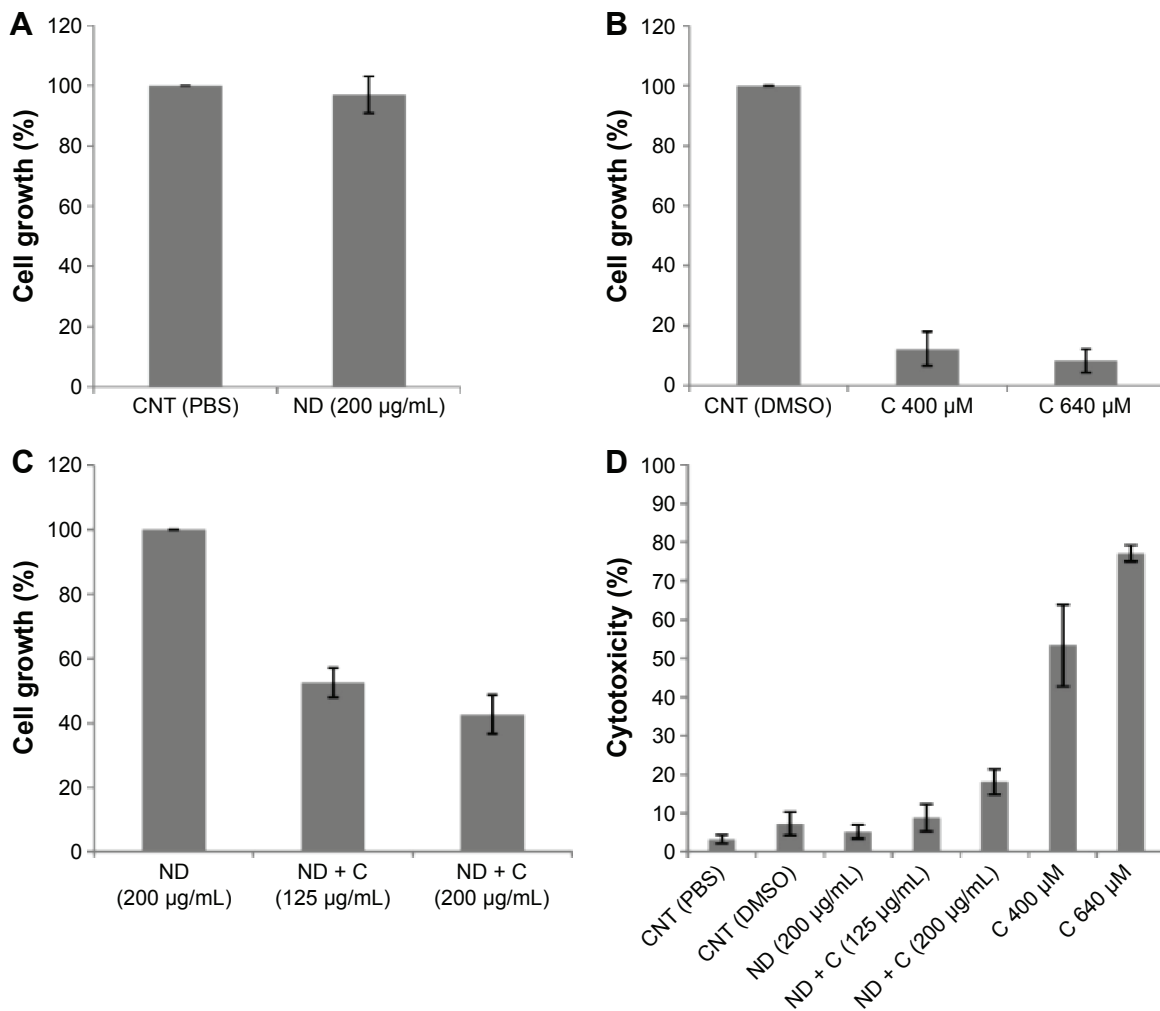 A
Cell growth (%)
120
100
80
60
40
20
0
CNT (PBS)
ND (200 µg/mL)
B
Cell growth (%)
120
100
80
60
40
20
0
CNT (DMSO)
C 400 µM
C 640 µM
C
Cell growth (%)
120
100
80
60
40
20
0
ND
(200 µg/mL)
ND + C
(125 µg/mL)
ND + C
(200 µg/mL)
D
Cytotoxicity (%)
100
90
80
70
60
50
40
30
20
10
0
CNT (PBS)
CNT (DMSO)
ND (200 µg/mL)
ND + C (125 µg/mL)
ND + C (200 µg/mL)
C 400 µM
C 640 µM